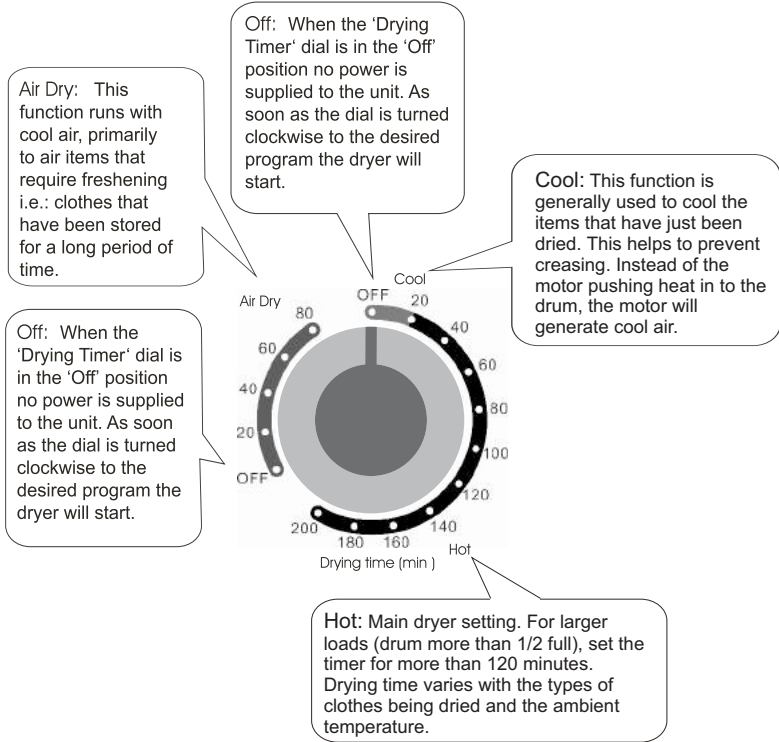 Off: When the ‘Drying
Timer‘ dial is in the ‘Off’
position no power is
supplied to the unit. As
soon as the dial is turned
clockwise to the desired
program the dryer will
start.
Air Dry: This
function runs with
cool air, primarily
to air items that
require freshening
i.e.: clothes that
have been stored
for a long period of
time.
Cool: This function is
generally used to cool the
items that have just been
dried. This helps to prevent
creasing. Instead of the
motor pushing heat in to the
drum, the motor will
generate cool air.
Off: When the
‘Drying Timer‘ dial is
in the ‘Off’ position
no power is supplied
to the unit. As soon
as the dial is turned
clockwise to the
desired program the
dryer will start.
Cool
Air Dry
OFF
20
40
60
80
100
120
140
160
180
200
80
60
40
20
OFF
Hot
Drying time (min )
Hot: Main dryer setting. For larger
loads (drum more than 1/2 full), set the
timer for more than 120 minutes.
Drying time varies with the types of
clothes being dried and the ambient
temperature.